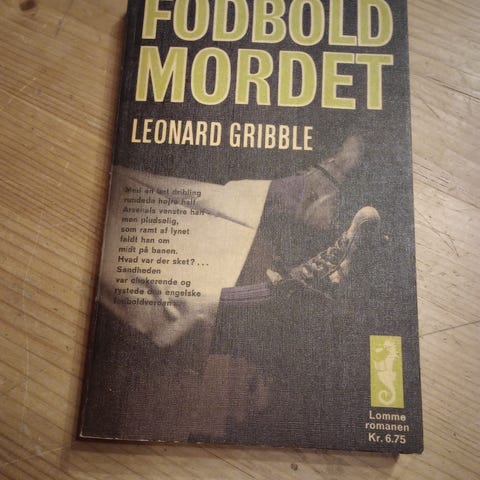 FODBOLD
MORDET
LEONARD GRIBBLE
Med en let dribling
rundede højre half
Arsenals venstre half
men pludselig,
som ramt af lynet
faldt han om
midt på banen.
Hvad var der sket? ...
Sandheden
var chokerende og
rystede den engelske
fodboldverden
Lomme
romanen
Kr. 6.75